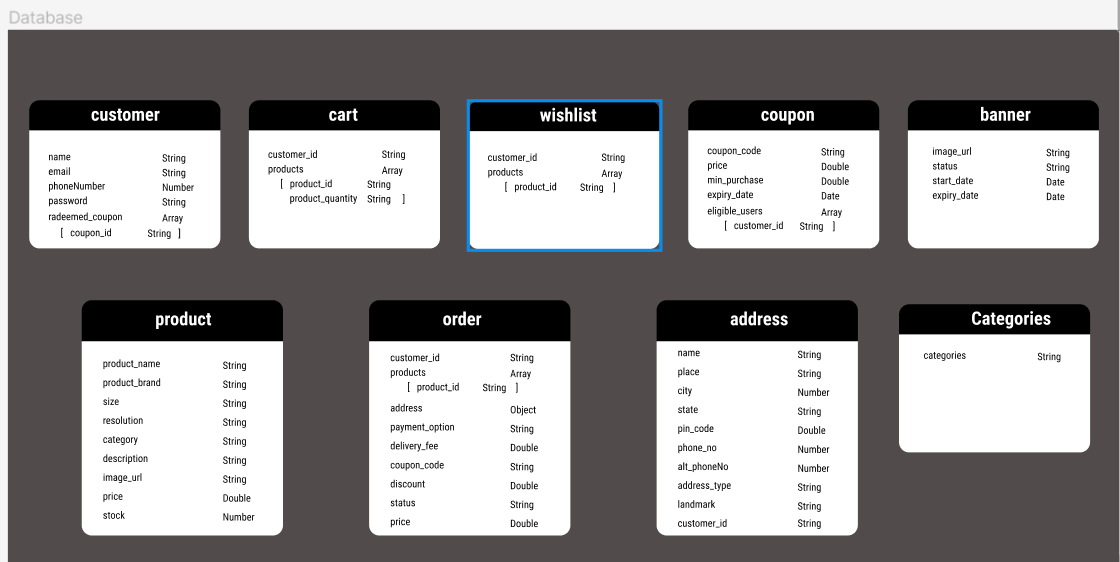 Database
customer
name String
email String
phoneNumber Number
password String
radeemed_coupon Array
[ coupon_id String ]
cart
customer_id String
products Array
[ product_id String
product_quantity String ]
wishlist
customer_id String
products Array
[ product_id String ]
coupon
coupon_code String
price Double
min_purchase Double
expiry_date Date
eligible_users Array
[ customer_id String ]
banner
image_url String
status String
start_date Date
expiry_date Date
product
product_name String
product_brand String
size String
resolution String
category String
description String
image_url String
price Double
stock Number
order
customer_id String
products Array
[ product_id String ]
address Object
payment_option String
delivery_fee Double
coupon_code String
discount Double
status String
price Double
address
name String
place String
city Number
state String
pin_code Double
phone_no Number
alt_phoneNo Number
address_type String
landmark String
customer_id String
Categories
categories String